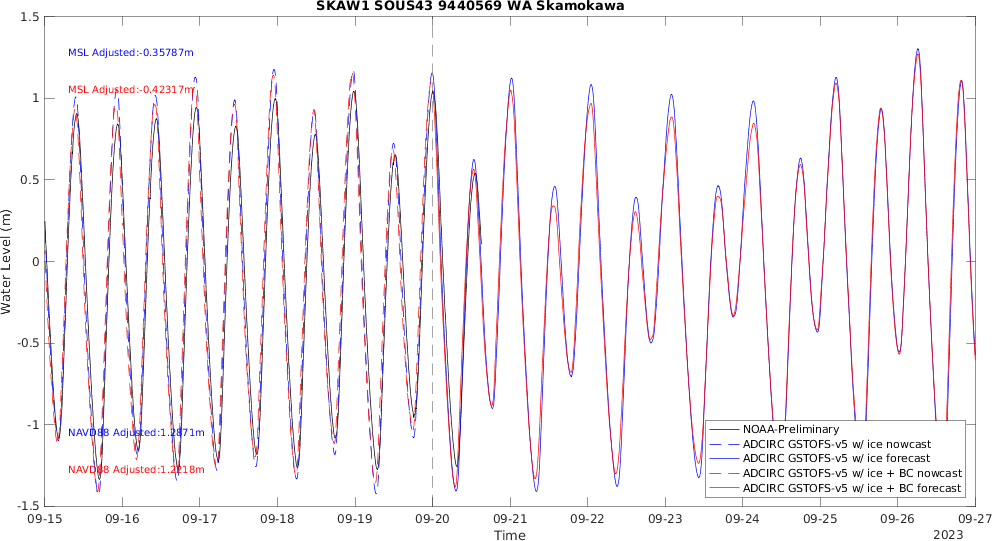 SKAW1 SOUS43 9440569 WA Skamokawa
1.5
1
0.5
0
-0.5
-1
-1.5
Water Level (m)
MSL Adjusted:-0.35787m
MSL Adjusted:-0.42317m
NAVD88 Adjusted:1.2871m
NAVD88 Adjusted:1.2218m
NOAA-Preliminary
ADCIRC GSTOFS-v5 w/ ice nowcast
ADCIRC GSTOFS-v5 w/ ice forecast
ADCIRC GSTOFS-v5 w/ ice + BC nowcast
ADCIRC GSTOFS-v5 w/ ice + BC forecast
09-15 09-16 09-17 09-18 09-19 09-20 09-21 09-22 09-23 09-24 09-25 09-26 09-27
Time
2023